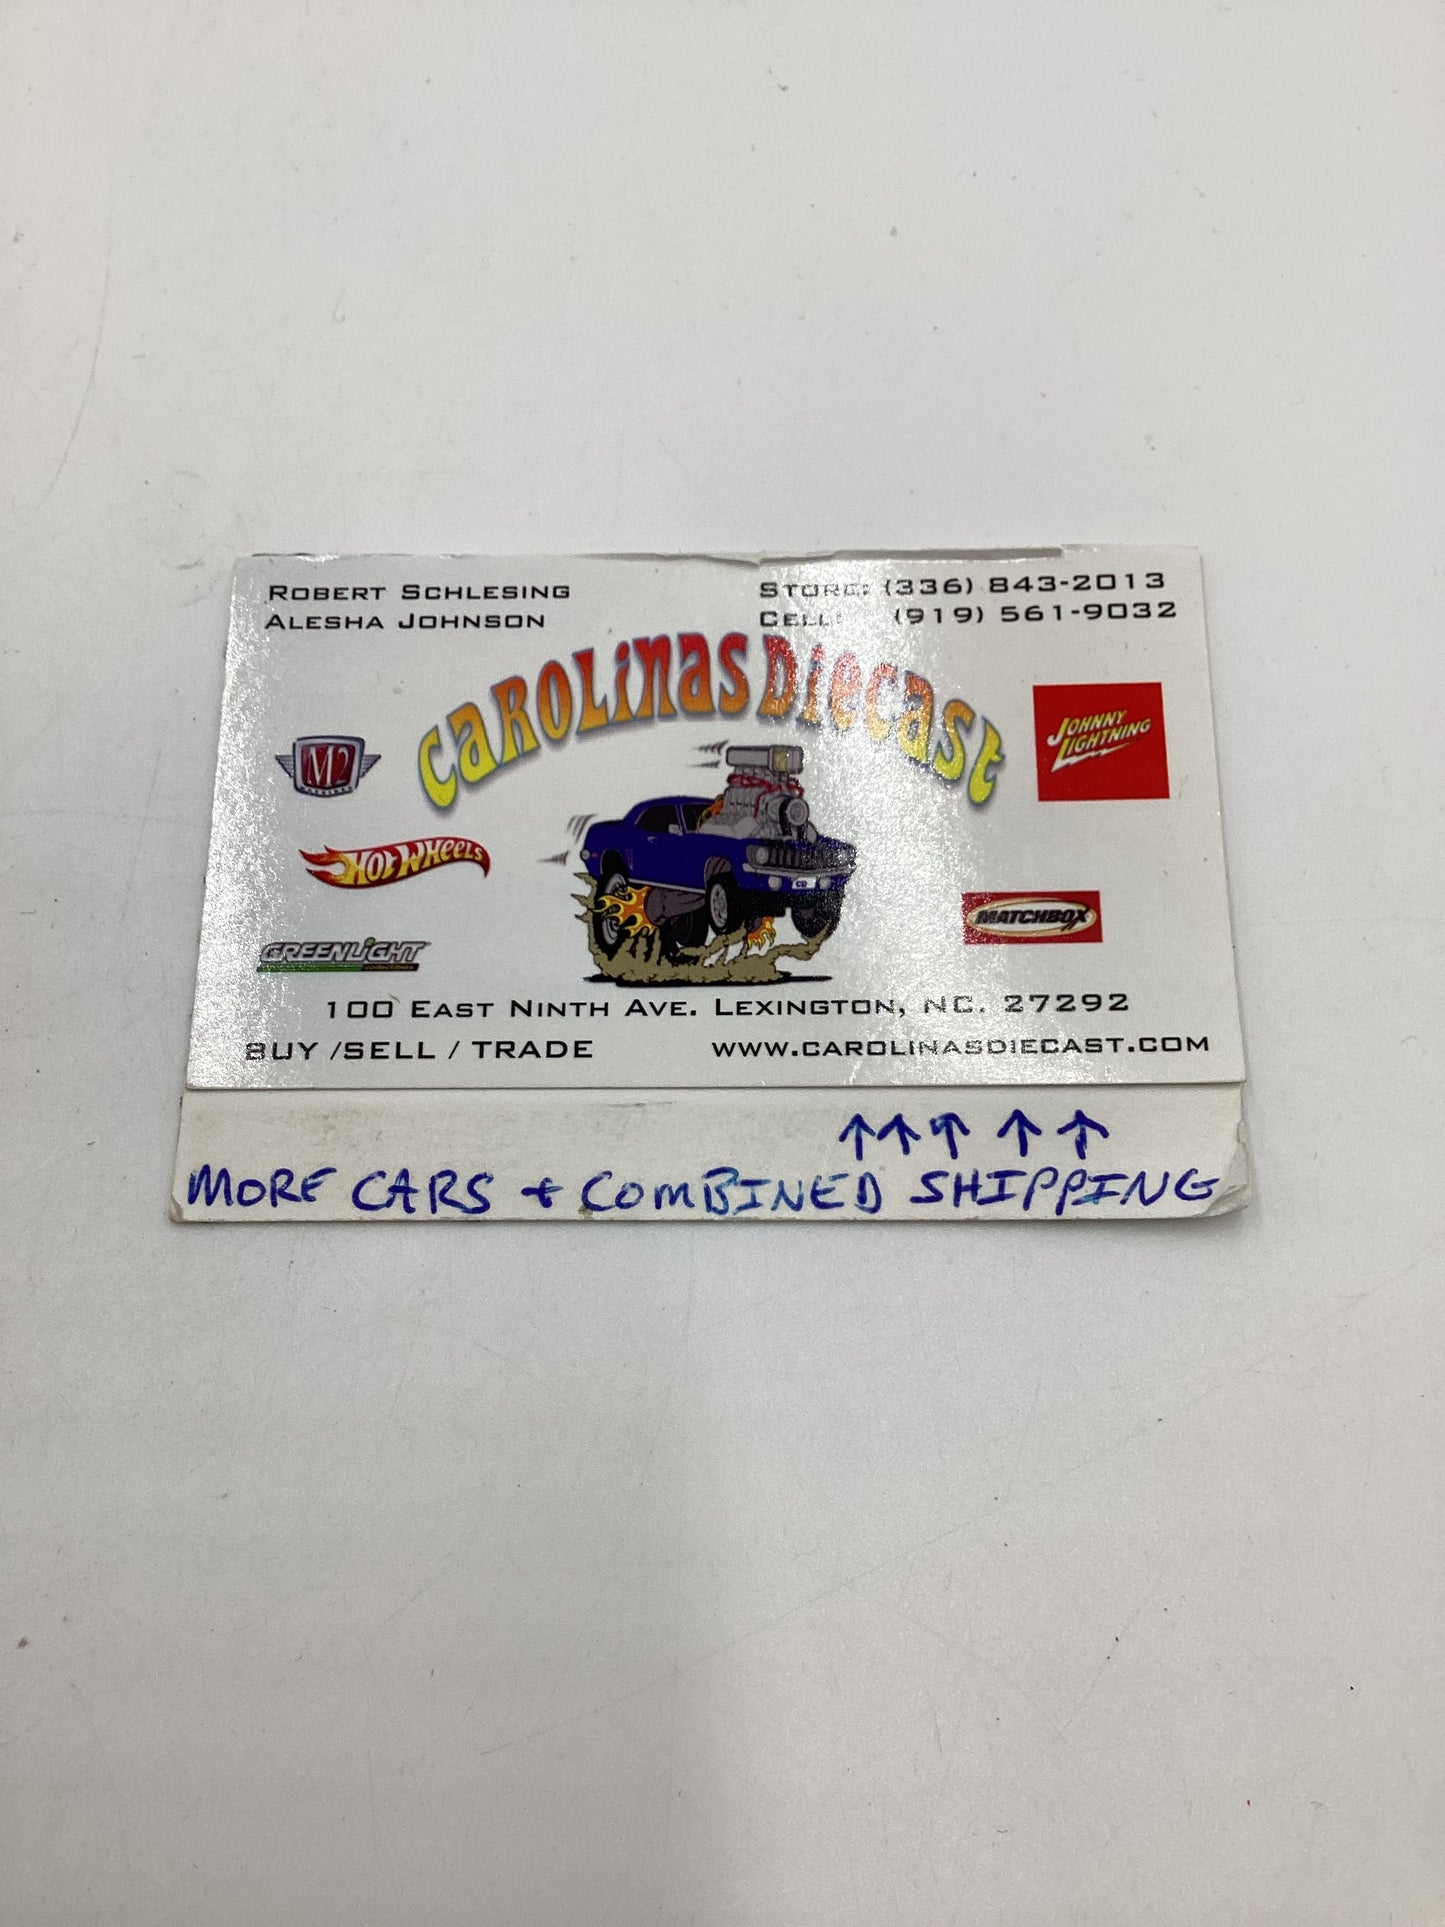 ROBERT SCHLESING
ALESHA JOHNSON
STORE: (336) 843-2013
CELL: (919) 561-9032
CAROLINAS DIECAST
M2
MACHINES
HOT WHEELS
GREENLIGHT
JOHNNY
LIGHTNING
MATCHBOX
CD
100 EAST NINTH AVE. LEXINGTON, NC. 27292
BUY /SELL / TRADE
WWW.CAROLINASDIECAST.COM
↑↑↑ ↑ ↑
MORE CARS + COMBINED SHIPPING